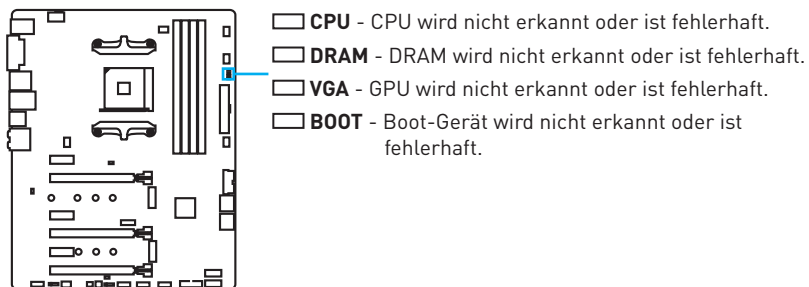 CPU - CPU wird nicht erkannt oder ist fehlerhaft.
DRAM - DRAM wird nicht erkannt oder ist fehlerhaft.
VGA - GPU wird nicht erkannt oder ist fehlerhaft.
BOOT - Boot-Gerät wird nicht erkannt oder ist
fehlerhaft.